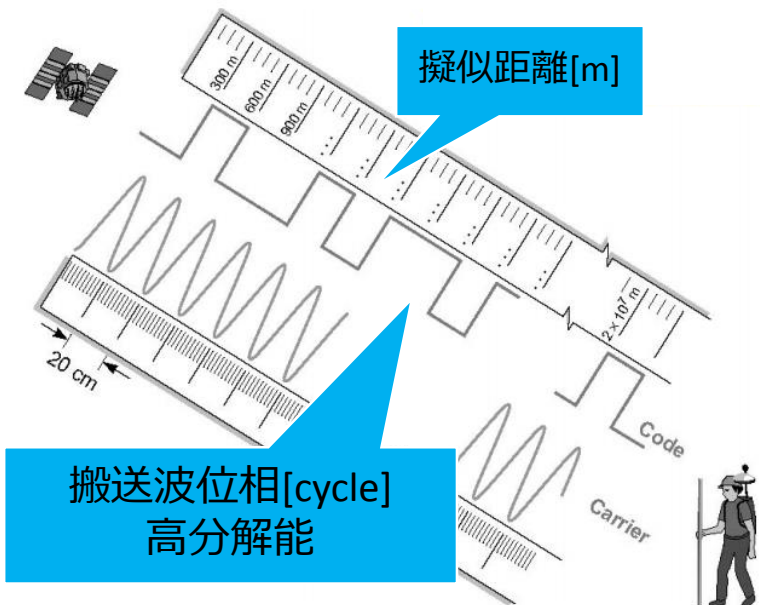 擬似距離[m]
300 m
600 m
900 m
2 × 10⁷ m
20 cm
搬送波位相[cycle]
高分解能
Code
Carrier